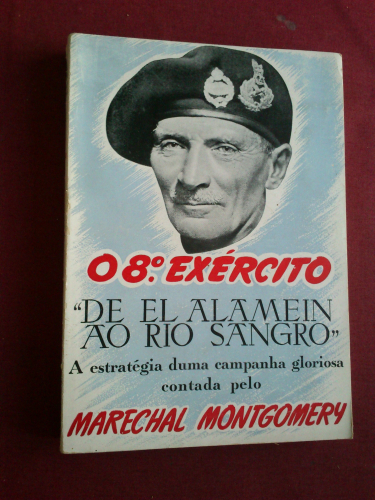 O 8.º EXÉRCITO
"DE EL ALAMEIN
AO RIO SANGRO"
A estratégia duma campanha gloriosa
contada pelo
MARECHAL MONTGOMERY